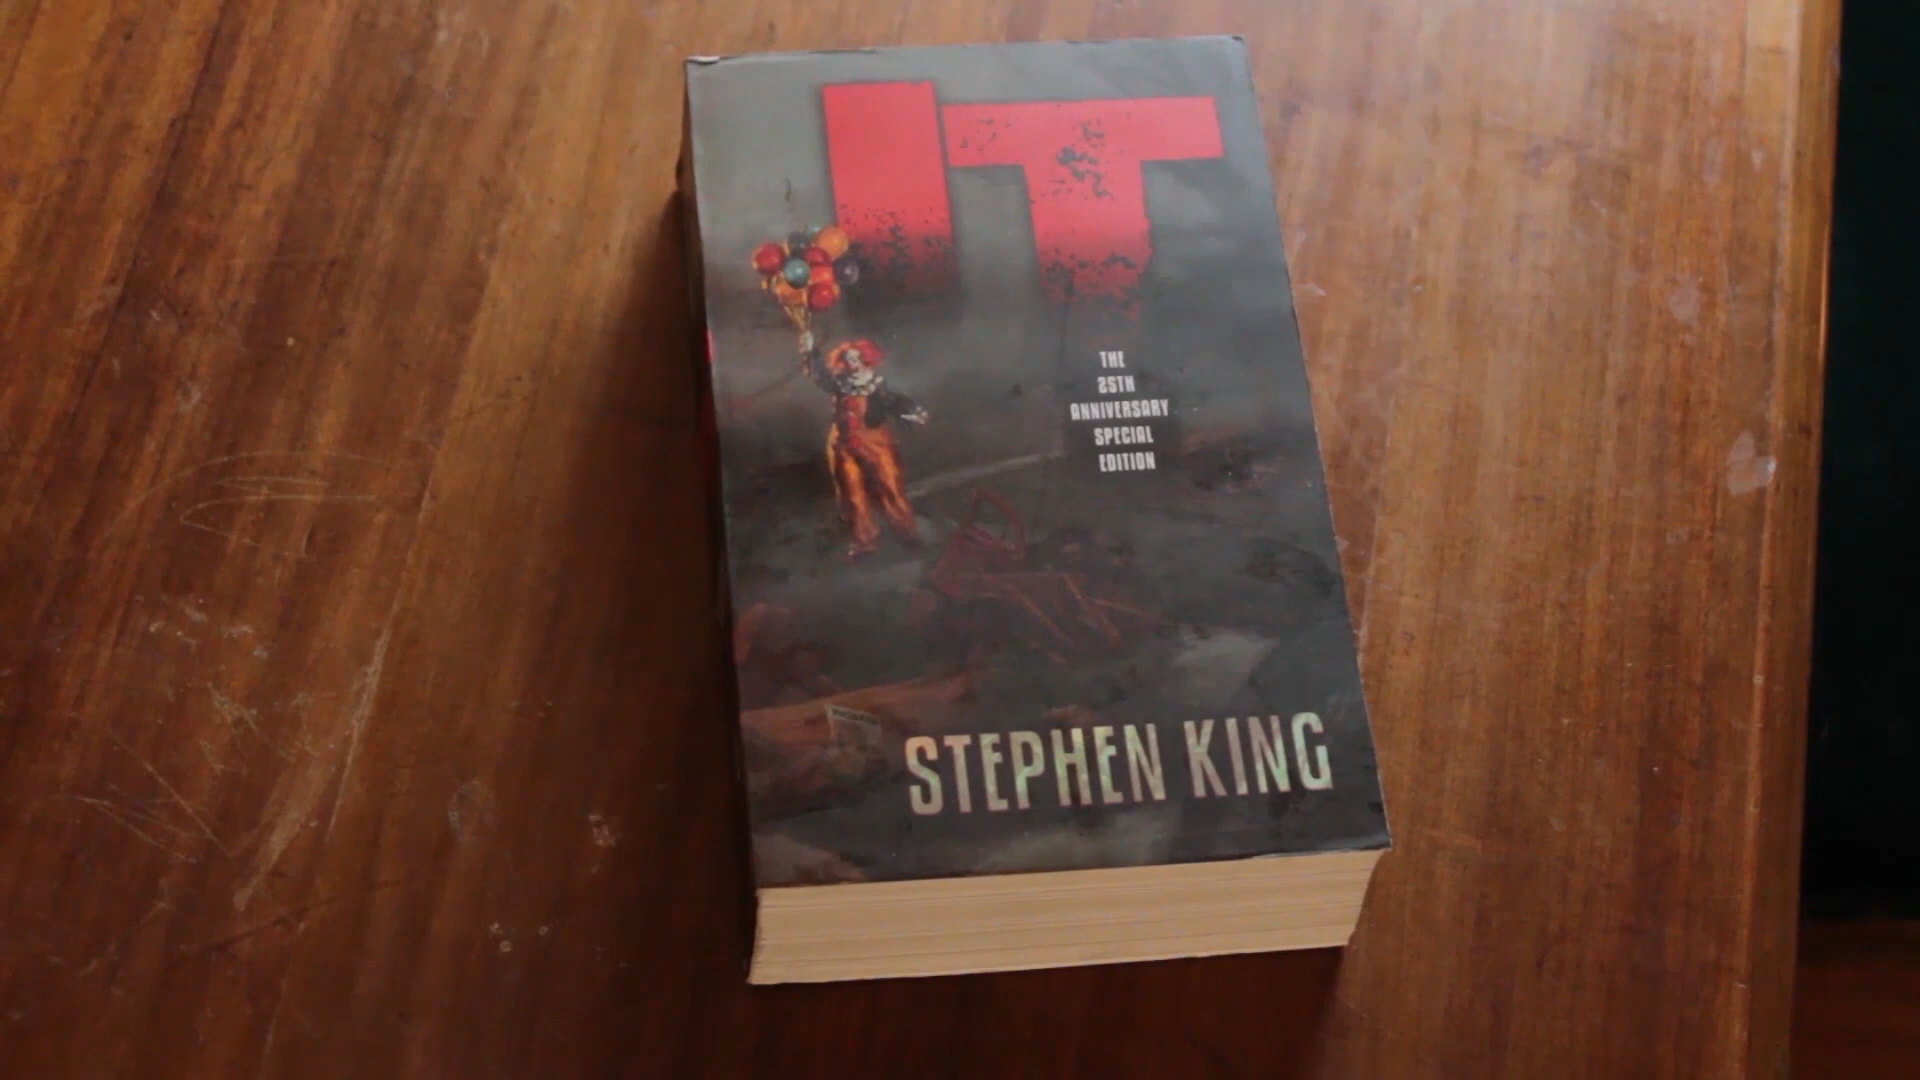 IT
THE
25TH
ANNIVERSARY
SPECIAL
EDITION
STEPHEN KING